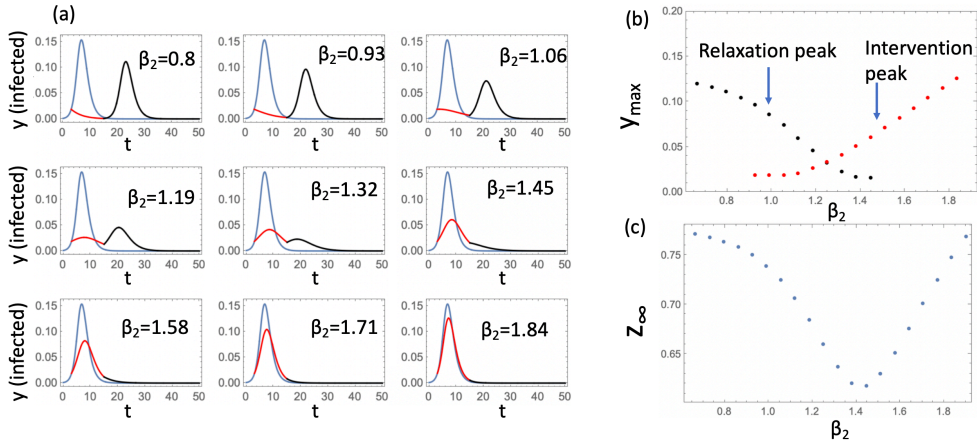 (a)
y (infected)
0.15
0.10
0.05
0.00
β2=0.8
0 10 20 30 40 50
t
0.15
0.10
0.05
0.00
β2=0.93
0 10 20 30 40 50
t
0.15
0.10
0.05
0.00
β2=1.06
0 10 20 30 40 50
t
y (infected)
0.15
0.10
0.05
0.00
β2=1.19
0 10 20 30 40 50
t
0.15
0.10
0.05
0.00
β2=1.32
0 10 20 30 40 50
t
0.15
0.10
0.05
0.00
β2=1.45
0 10 20 30 40 50
t
y (infected)
0.15
0.10
0.05
0.00
β2=1.58
0 10 20 30 40 50
t
0.15
0.10
0.05
0.00
β2=1.71
0 10 20 30 40 50
t
0.15
0.10
0.05
0.00
β2=1.84
0 10 20 30 40 50
t
(b)
ymax
0.20
0.15
0.10
0.05
0.00
Relaxation peak
Intervention
peak
0.8 1.0 1.2 1.4 1.6 1.8
β2
(c)
Z∞
0.75
0.70
0.65
0.8 1.0 1.2 1.4 1.6 1.8
β2